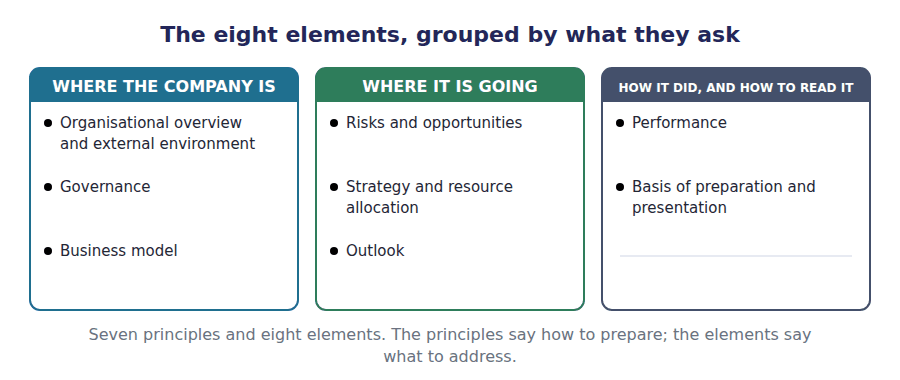 The eight elements, grouped by what they ask
WHERE THE COMPANY IS
Organisational overview
and external environment
Governance
Business model
WHERE IT IS GOING
Risks and opportunities
Strategy and resource
allocation
Outlook
HOW IT DID, AND HOW TO READ IT
Performance
Basis of preparation and
presentation
Seven principles and eight elements. The principles say how to prepare; the elements say
what to address.